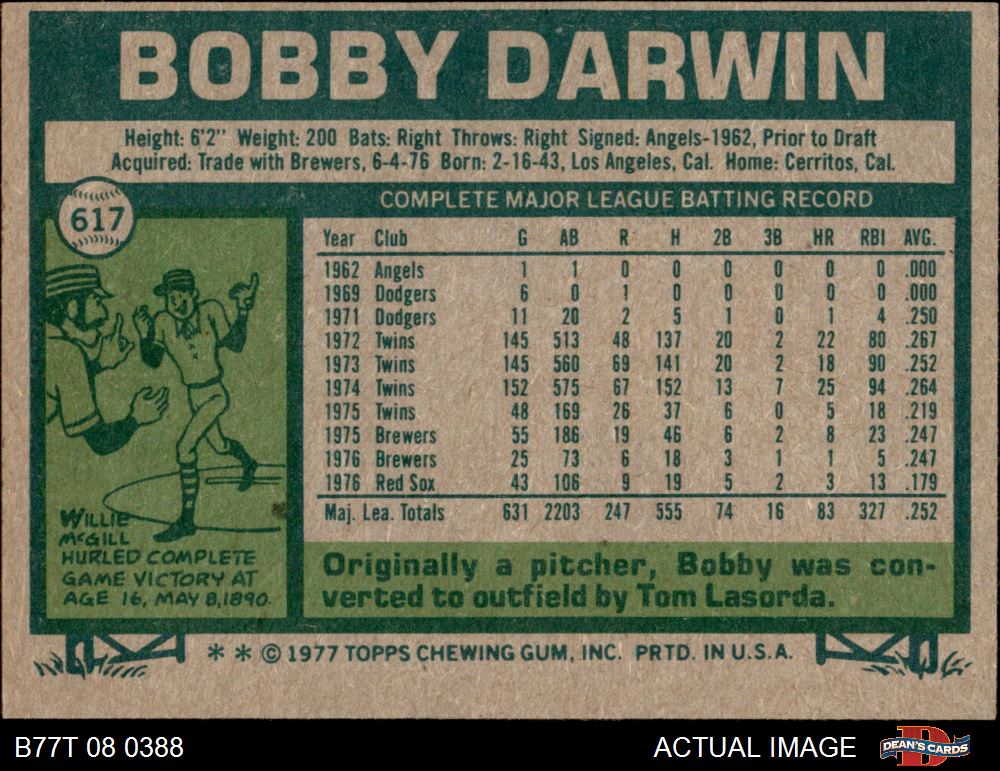 BOBBY DARWIN
Height: 6'2" Weight: 200 Bats: Right Throws: Right Signed: Angels-1962, Prior to Draft
Acquired: Trade with Brewers, 6-4-76 Born: 2-16-43, Los Angeles, Cal. Home: Cerritos, Cal.
617
COMPLETE MAJOR LEAGUE BATTING RECORD
Year Club G AB R H 2B 3B HR RBI AVG.
1962 Angels 1 1 0 0 0 0 0 0 .000
1969 Dodgers 6 0 1 0 0 0 0 0 .000
1971 Dodgers 11 20 2 5 1 0 1 4 .250
1972 Twins 145 513 48 137 20 2 22 80 .267
1973 Twins 145 560 69 141 20 2 18 90 .252
1974 Twins 152 575 67 152 13 7 25 94 .264
1975 Twins 48 169 26 37 6 0 5 18 .219
1975 Brewers 55 186 19 46 6 2 8 23 .247
1976 Brewers 25 73 6 18 3 1 1 5 .247
1976 Red Sox 43 106 9 19 5 2 3 13 .179
Maj. Lea. Totals 631 2203 247 555 74 16 83 327 .252
WILLIE
McGILL
HURLED COMPLETE
GAME VICTORY AT
AGE 16, MAY 8, 1890.
Originally a pitcher, Bobby was con-
verted to outfield by Tom Lasorda.
* * © 1977 TOPPS CHEWING GUM, INC. PRTD. IN U.S.A.
B77T 08 0388
ACTUAL IMAGE
DEAN'S CARDS